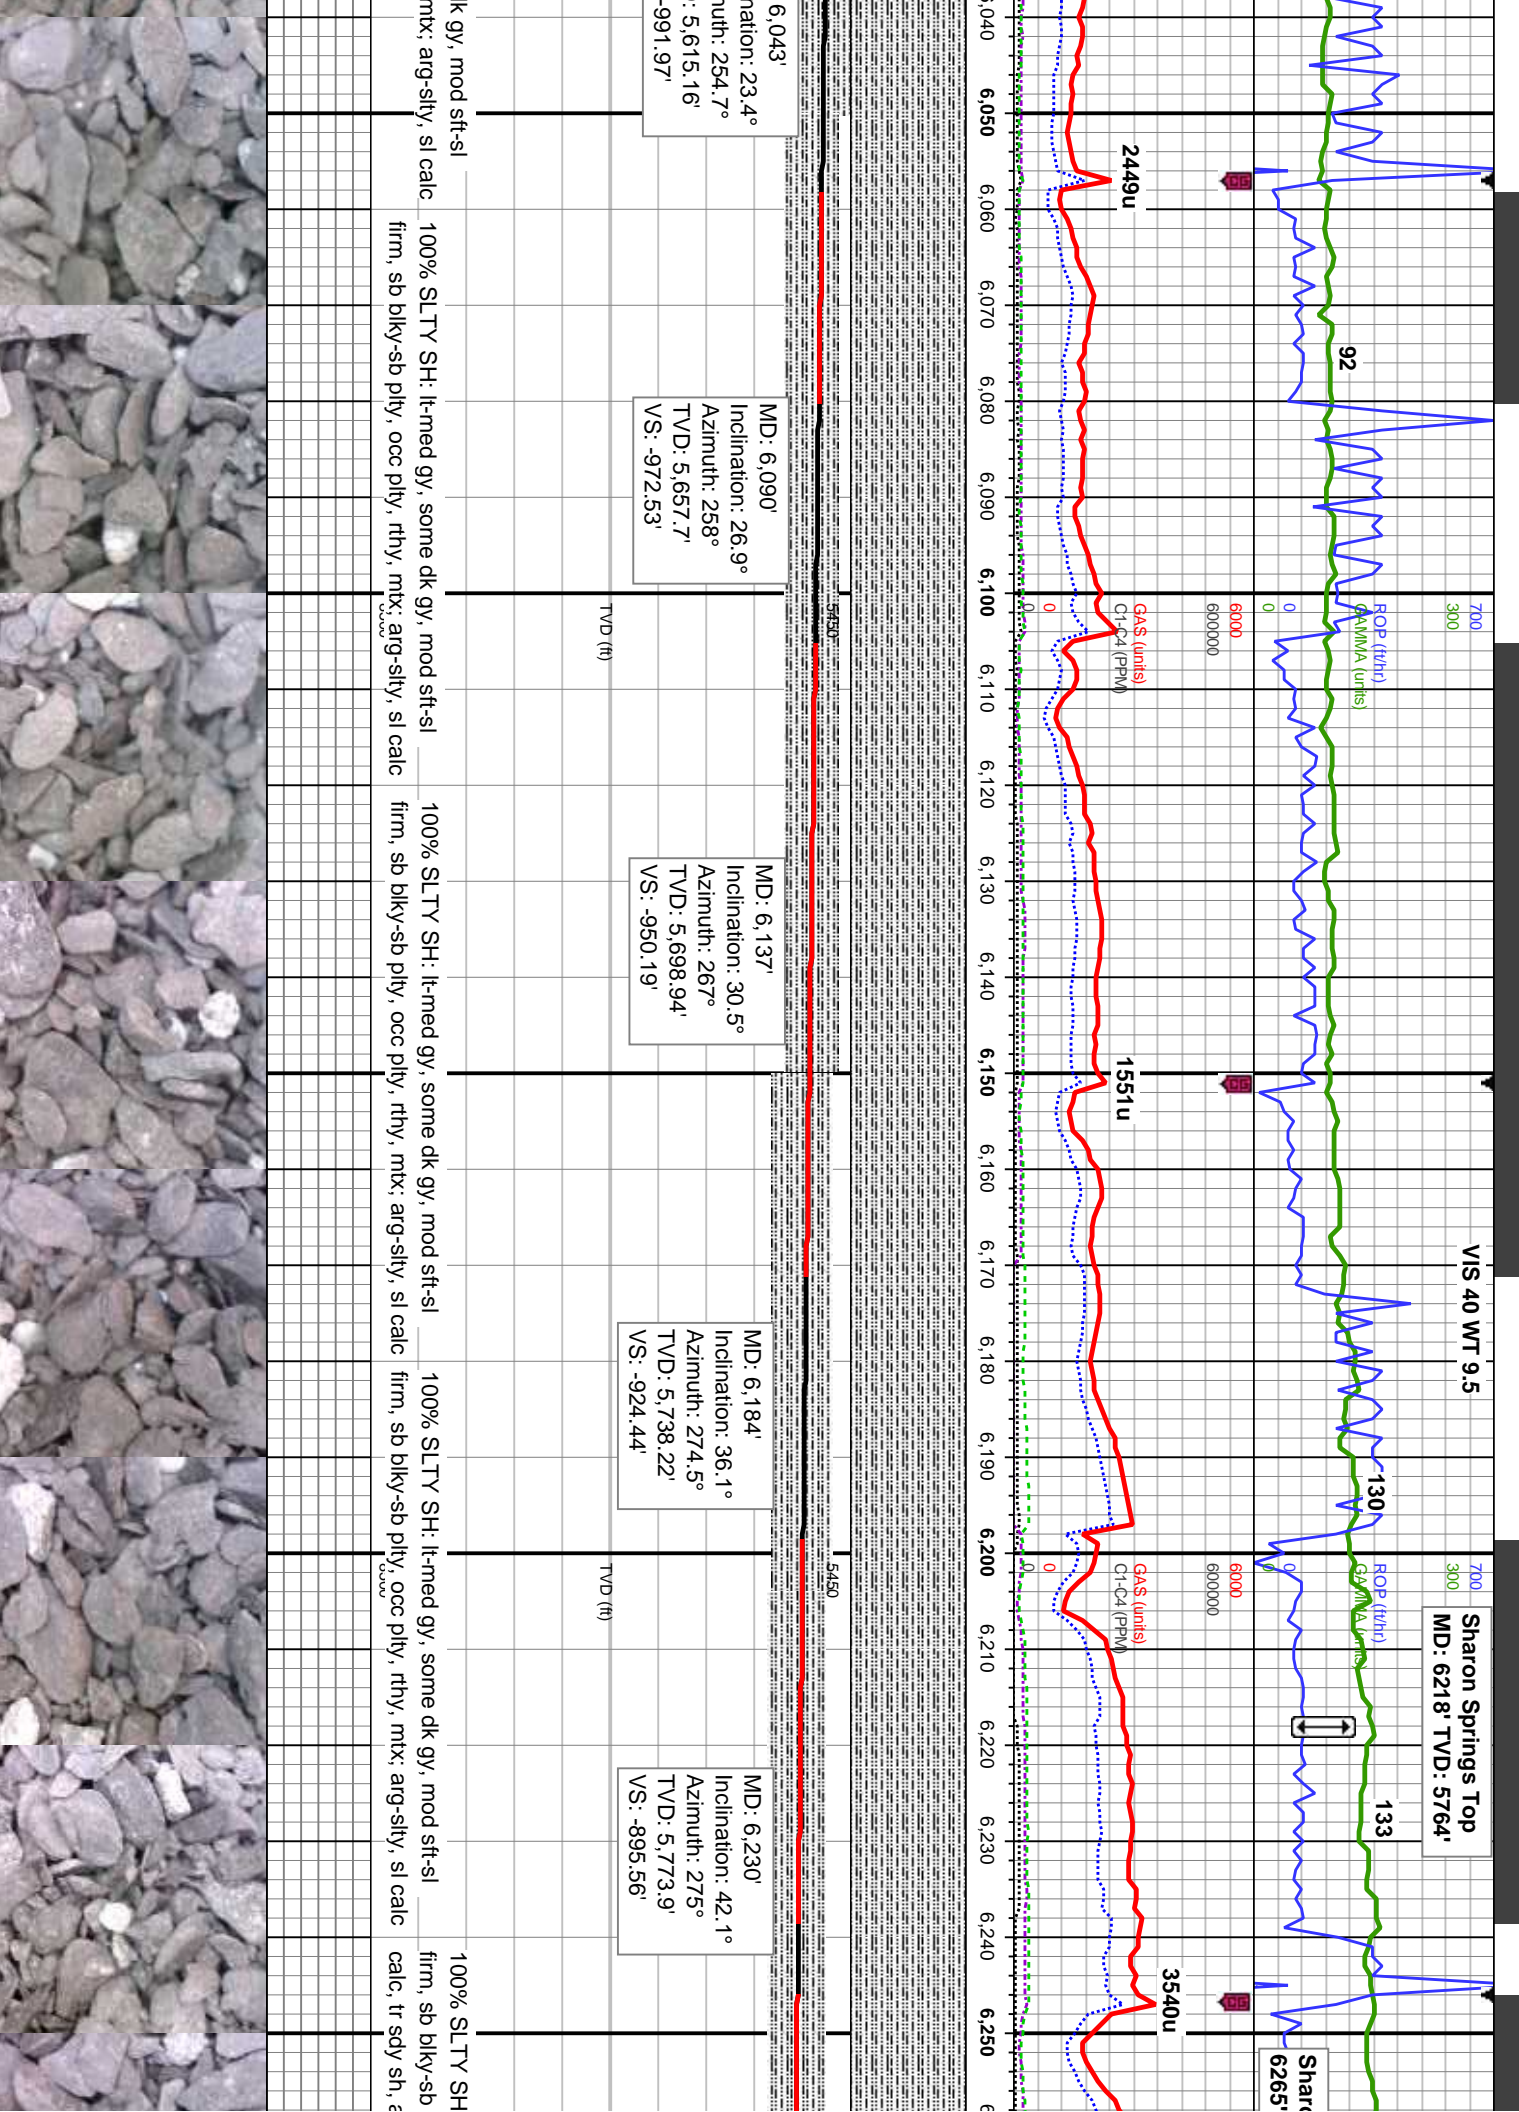 6,040
6,050
6,060
6,070
6,080
6,090
6,100
6,110
6,120
6,130
6,140
6,150
6,160
6,170
6,180
6,190
6,200
6,210
6,220
6,230
6,240
6,250
2449u
92
1551u
VIS 40 WT 9.5
130
133
3540u
Sharon Springs Top
MD: 6218' TVD: 5764'
6265'
700
300
ROP (ft/hr)
GAMMA (units)
0
0
6000
600000
GAS (units)
C1-C4 (PPM)
0
0
700
300
ROP (ft/hr)
GAMMA (units)
0
0
6000
600000
GAS (units)
C1-C4 (PPM)
0
0
5450
TVD (ft)
5450
TVD (ft)
6,043'
nation: 23.4°
nuth: 254.7°
: 5,615.16'
-991.97'
MD: 6,090'
Inclination: 26.9°
Azimuth: 258°
TVD: 5,657.7'
VS: -972.53'
MD: 6,137'
Inclination: 30.5°
Azimuth: 267°
TVD: 5,698.94'
VS: -950.19'
MD: 6,184'
Inclination: 36.1°
Azimuth: 274.5°
TVD: 5,738.22'
VS: -924.44'
MD: 6,230'
Inclination: 42.1°
Azimuth: 275°
TVD: 5,773.9'
VS: -895.56'
lk gy, mod sft-sl
mtx; arg-slty, sl calc
100% SLTY SH: lt-med gy, some dk gy, mod sft-sl
firm, sb blky-sb plty, occ plty, rthy, mtx; arg-slty, sl calc
100% SLTY SH: lt-med gy, some dk gy, mod sft-sl
firm, sb blky-sb plty, occ plty, rthy, mtx; arg-slty, sl calc
100% SLTY SH: lt-med gy, some dk gy, mod sft-sl
firm, sb blky-sb plty, occ plty, rthy, mtx; arg-slty, sl calc
100% SLTY SH
firm, sb blky-sb
calc, tr sdy sh,